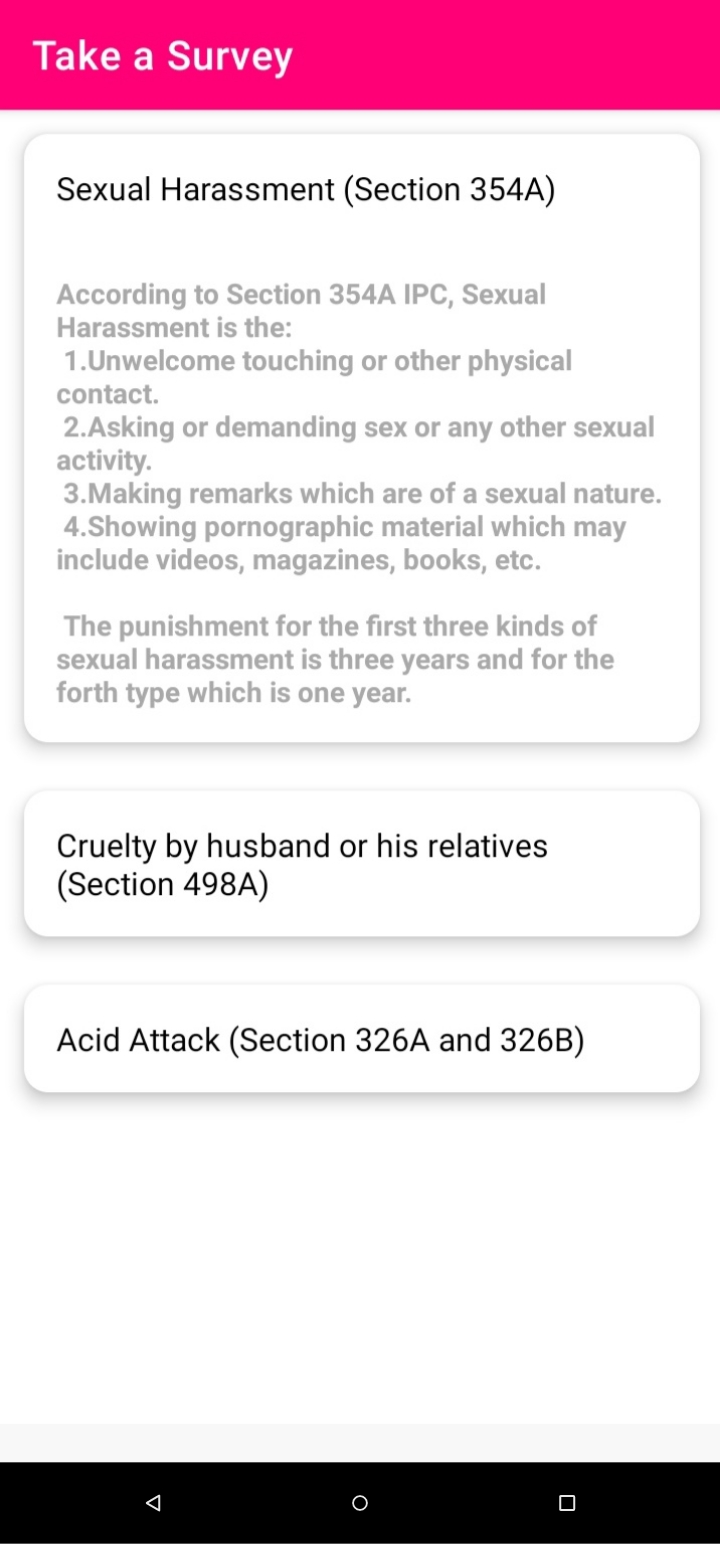 Take a Survey
Sexual Harassment (Section 354A)
According to Section 354A IPC, Sexual
Harassment is the:
1.Unwelcome touching or other physical
contact.
2.Asking or demanding sex or any other sexual
activity.
3.Making remarks which are of a sexual nature.
4.Showing pornographic material which may
include videos, magazines, books, etc.
The punishment for the first three kinds of
sexual harassment is three years and for the
forth type which is one year.
Cruelty by husband or his relatives
(Section 498A)
Acid Attack (Section 326A and 326B)